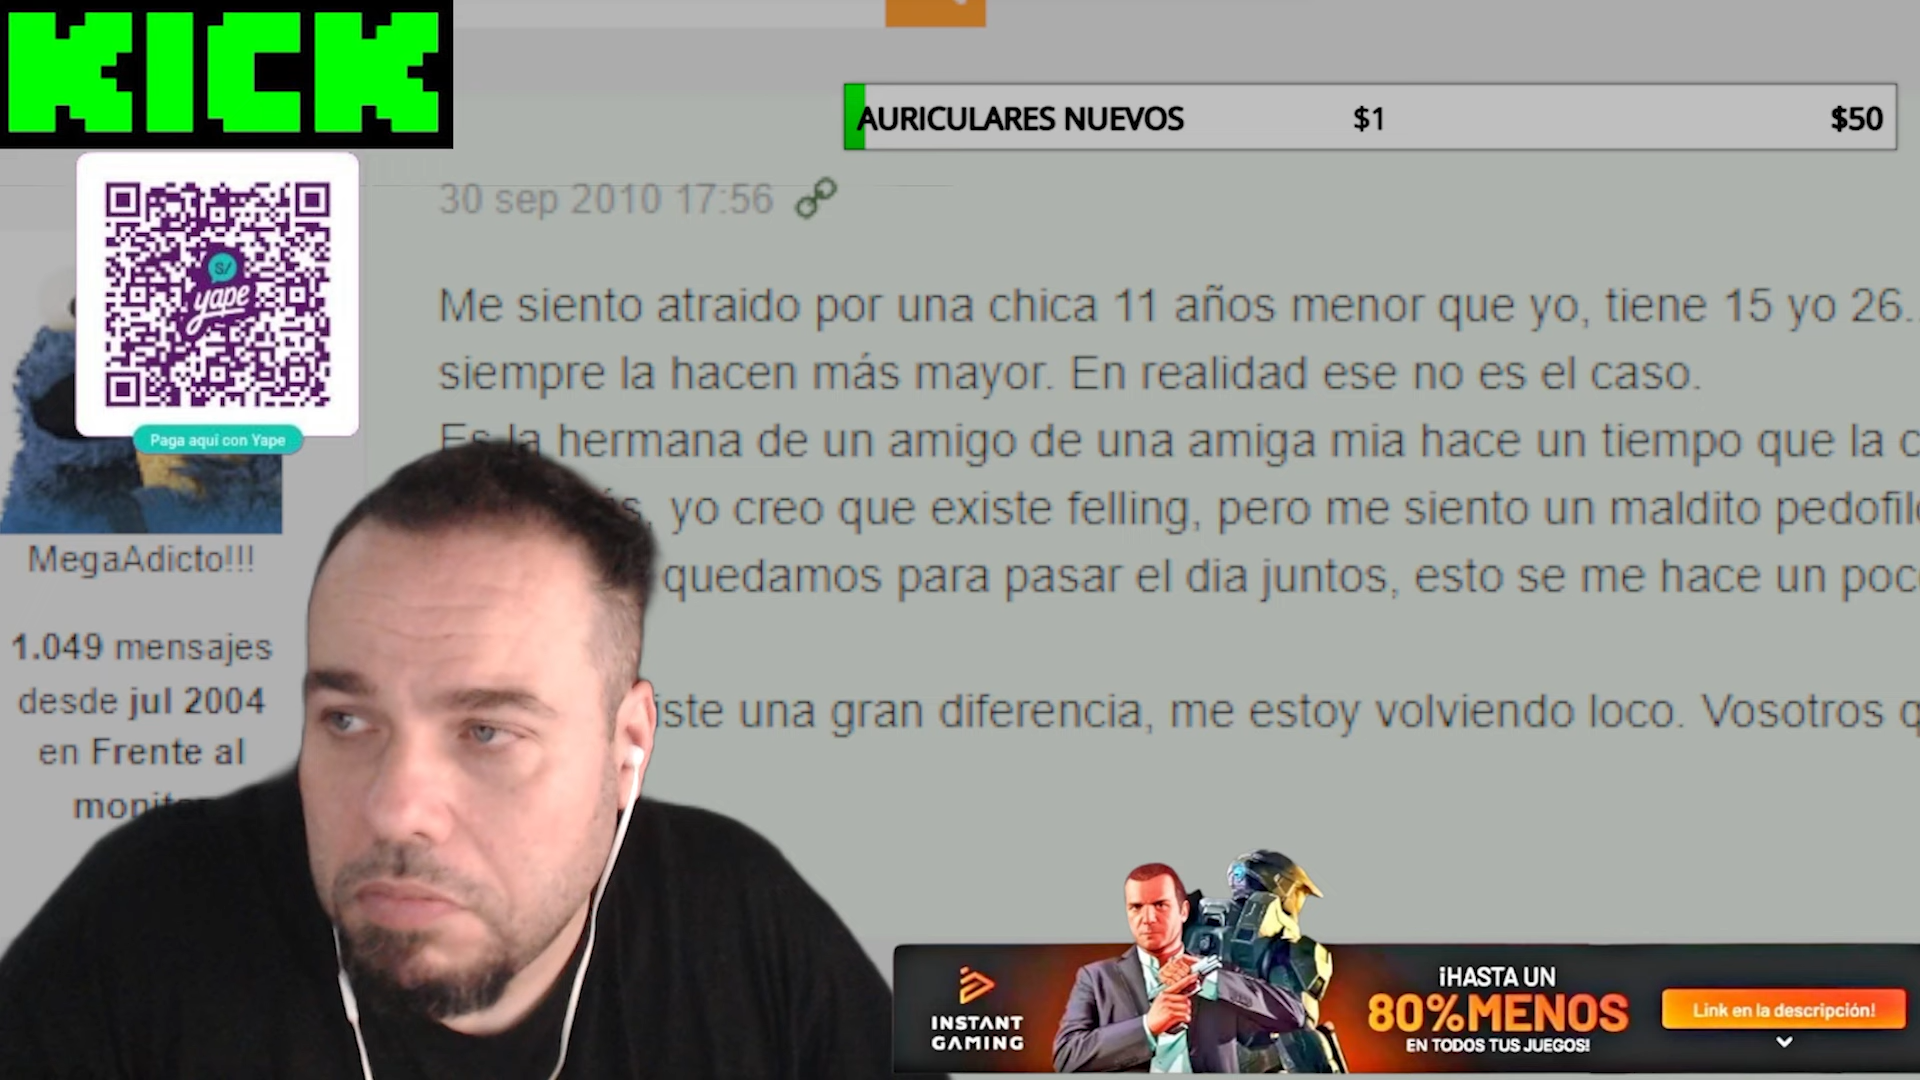 KICK
AURICULARES NUEVOS $1 $50
30 sep 2010 17:56
S/
yape
Paga aquí con Yape
Me siento atraido por una chica 11 años menor que yo, tiene 15 yo 26..
siempre la hacen más mayor. En realidad ese no es el caso.
Es la hermana de un amigo de una amiga mia hace un tiempo que la
yo creo que existe felling, pero me siento un maldito
quedamos para pasar el dia juntos, esto se me hace un
una gran diferencia, me estoy volviendo loco. Vosotros
MegaAdicto!!!
1.049 mensajes
desde jul 2004
en Frente al
INSTANT
GAMING
¡HASTA UN
80%MENOS
EN TODOS TUS JUEGOS!
Link en la descripción!